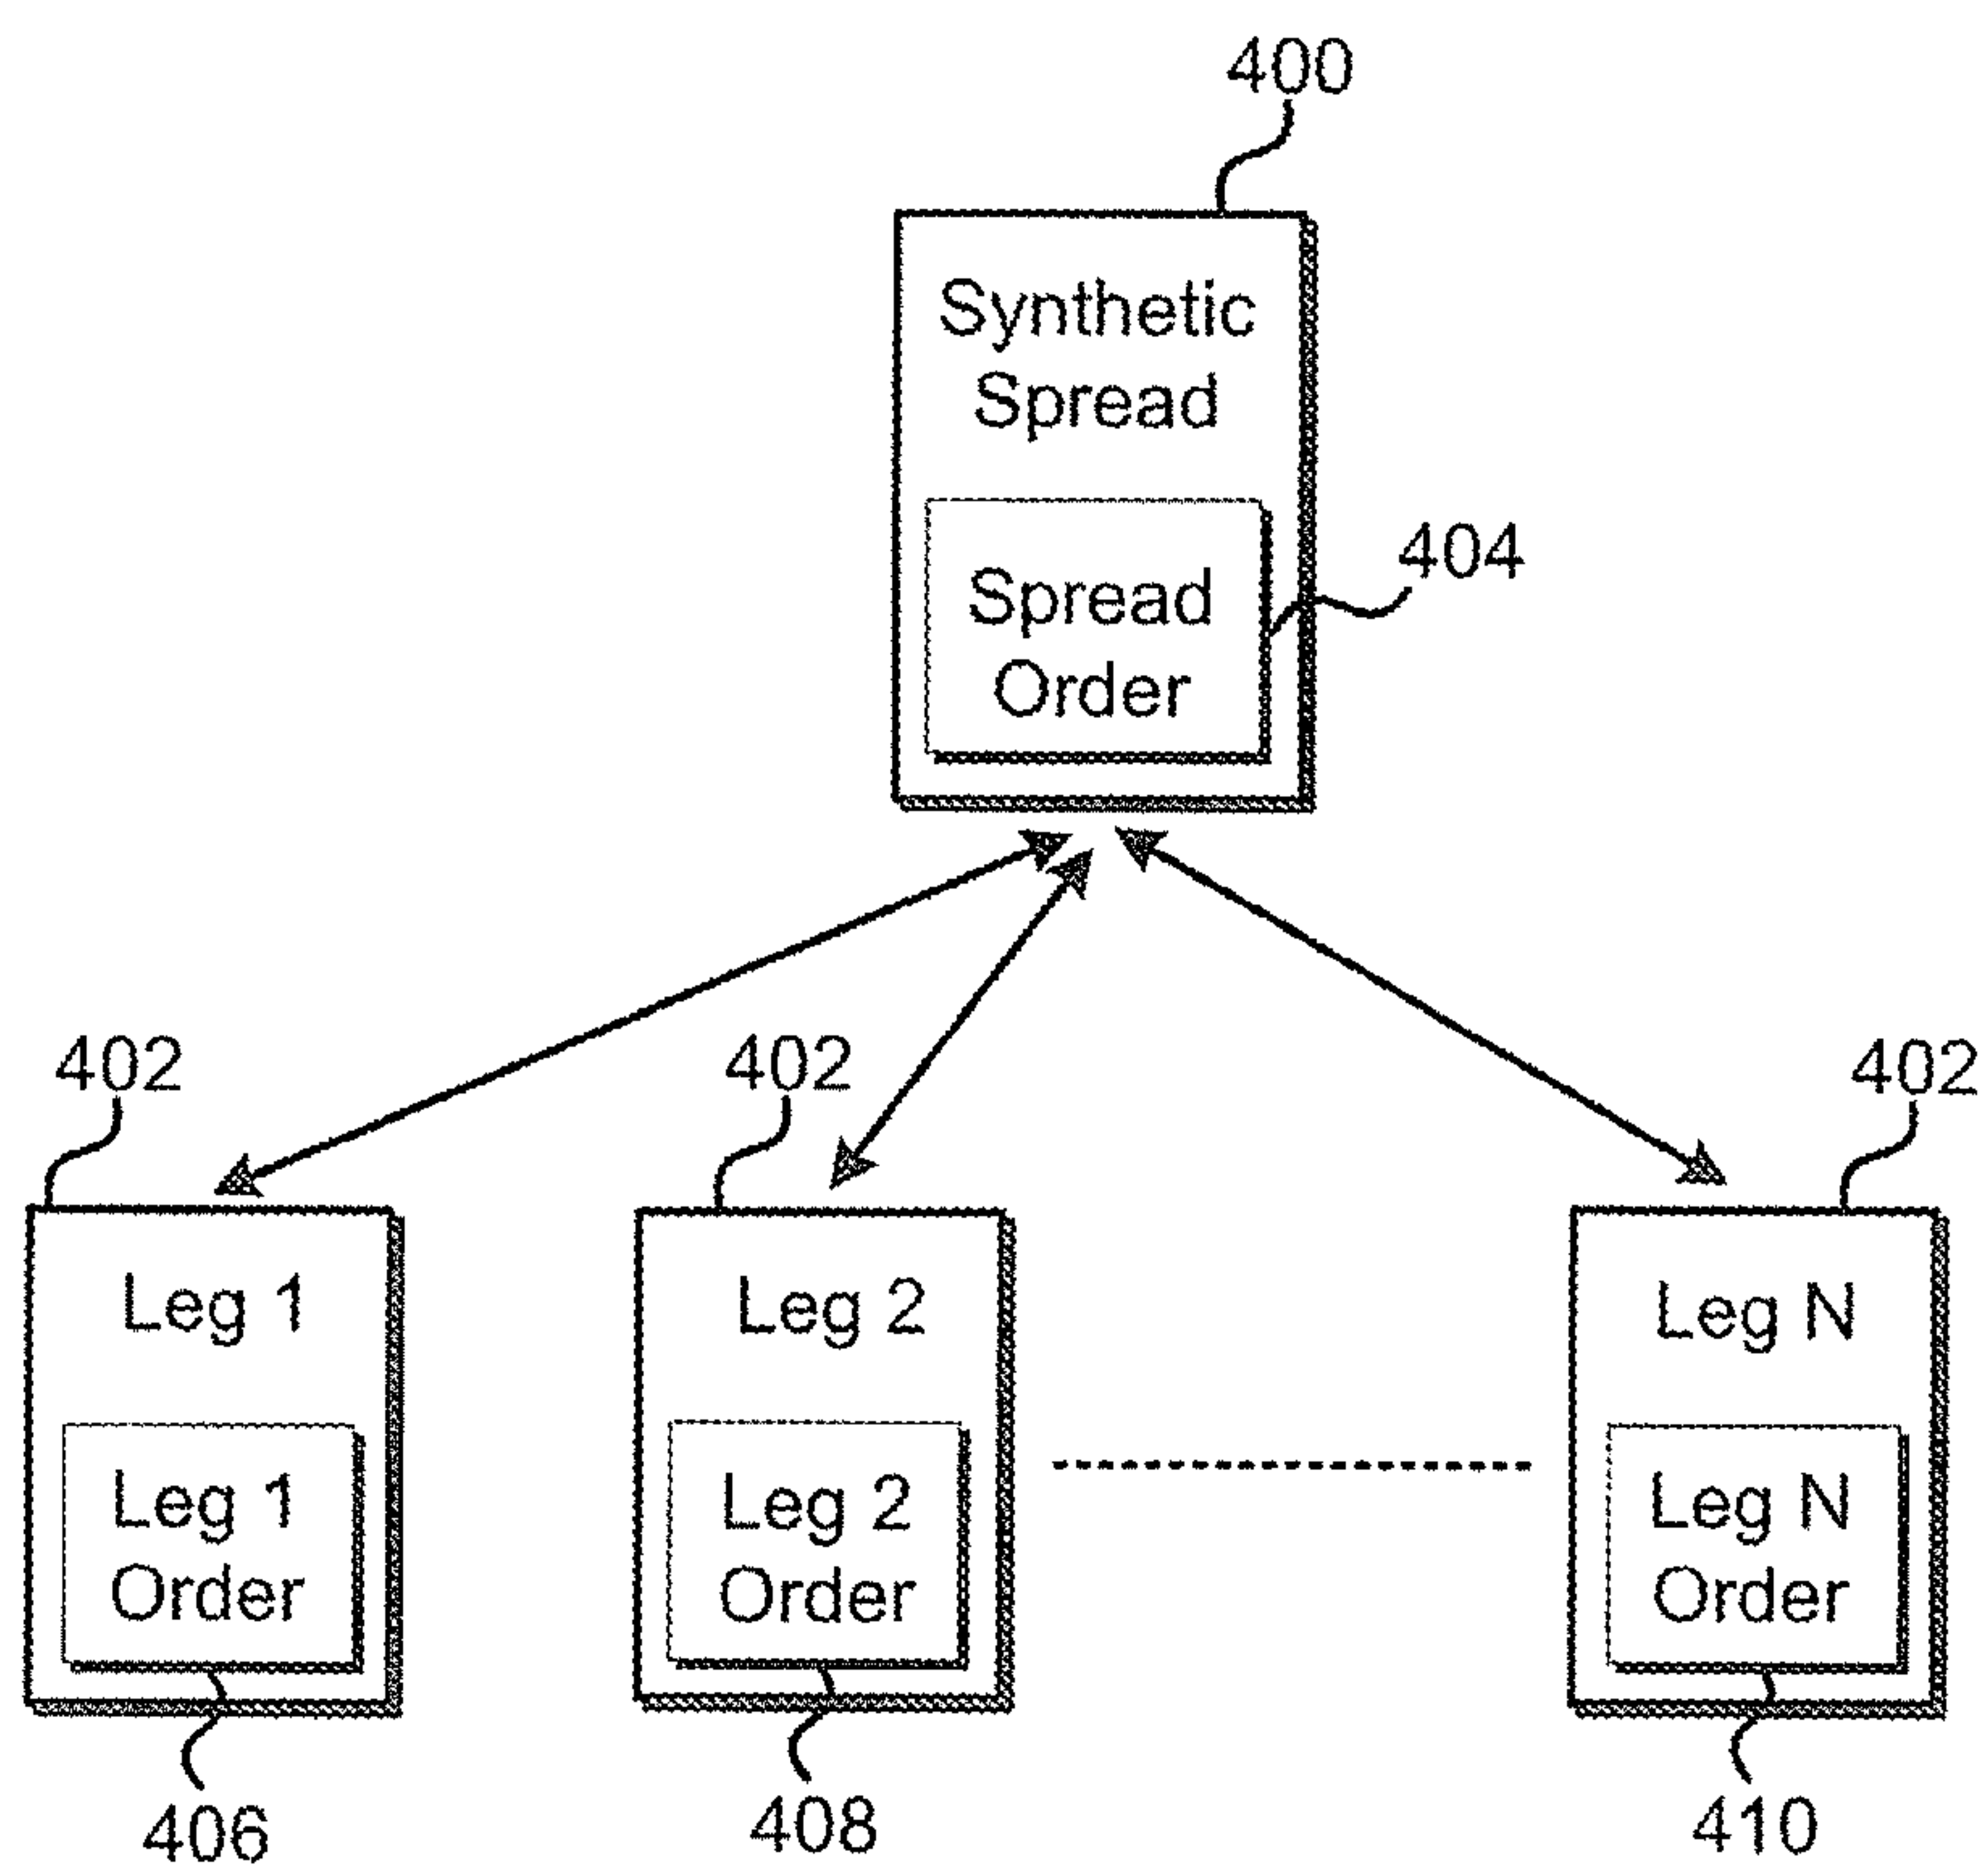 400
Synthetic
Spread
404
Spread
Order
402
402
402
Leg 1
Leg 2
Leg N
Leg 1
Order
Leg 2
Order
Leg N
Order
406
408
410